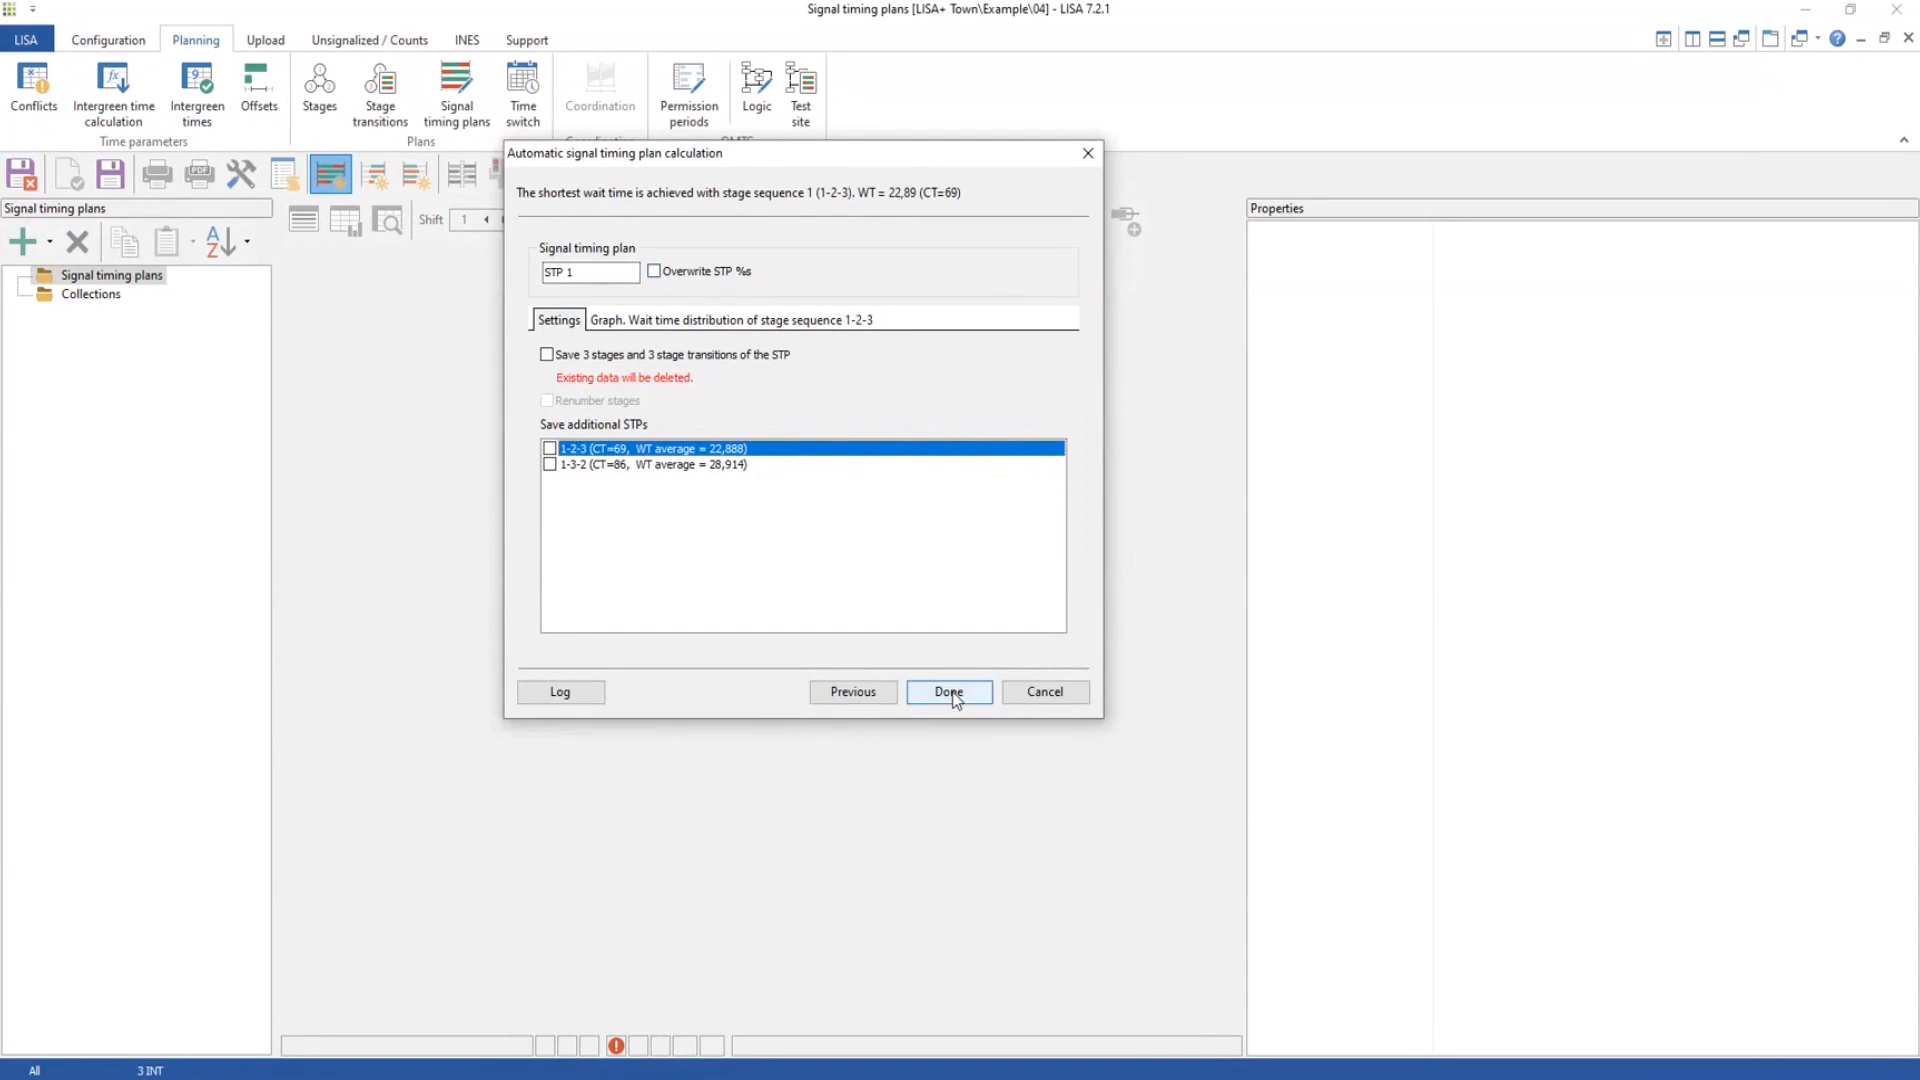 Signal timing plans [LISA+ Town\Example\04] - LISA 7.2.1
LISA Configuration Planning Upload Unsignalized / Counts INES Support
Conflicts Intergreen time calculation Intergreen times Offsets Stages Stage transitions Signal timing plans Time switch Coordination Permission periods Logic Test site
Time parameters Plans
Automatic signal timing plan calculation
The shortest wait time is achieved with stage sequence 1 (1-2-3). WT = 22,89 (CT=69)
Signal timing plans
Shift 1
Properties
Signal timing plan
STP 1 Overwrite STP %s
Signal timing plans
Collections
Settings Graph. Wait time distribution of stage sequence 1-2-3
Save 3 stages and 3 stage transitions of the STP
Existing data will be deleted.
Renumber stages
Save additional STPs
1-2-3 (CT=69, WT average = 22,888)
1-3-2 (CT=86, WT average = 28,914)
Log Previous Done Cancel
All 3 INT